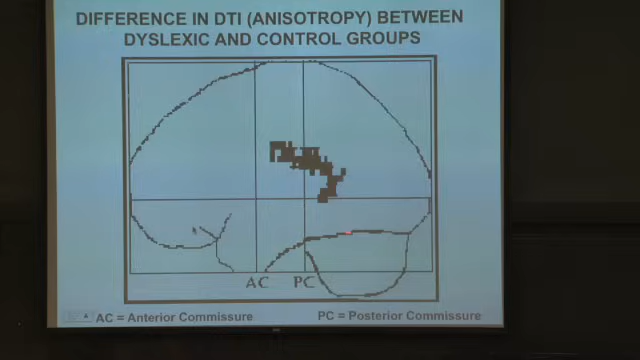 DIFFERENCE IN DTI (ANISOTROPY) BETWEEN
DYSLEXIC AND CONTROL GROUPS
AC PC
AC = Anterior Commissure PC = Posterior Commissure